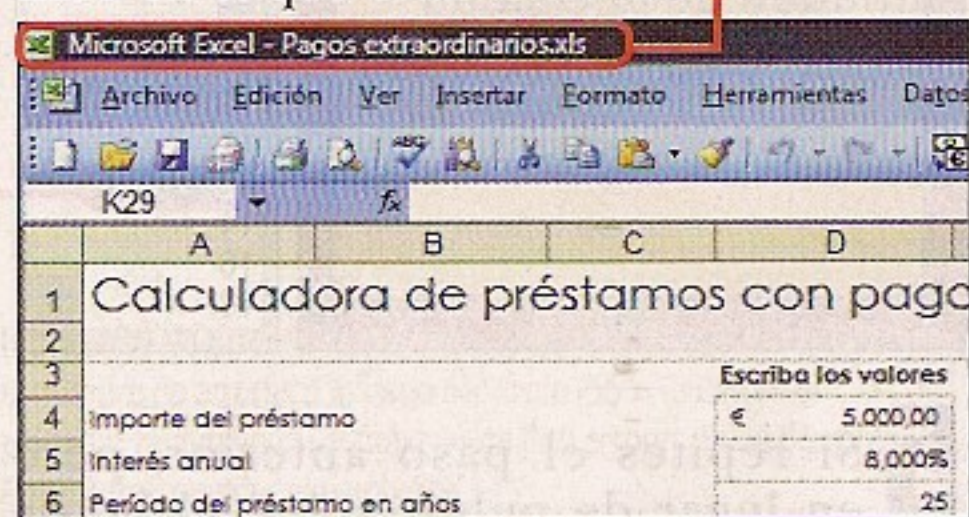 Microsoft Excel - Pagos extraordinarios.xls
Archivo Edición Ver Insertar Formato Herramientas Datos
K29 fx
A B C D
1 Calculadora de préstamos con pago
2
3 Escriba los valores
4 Importe del préstamo € 5.000,00
5 Interés anual 8,000%
6 Período del préstamo en años 25